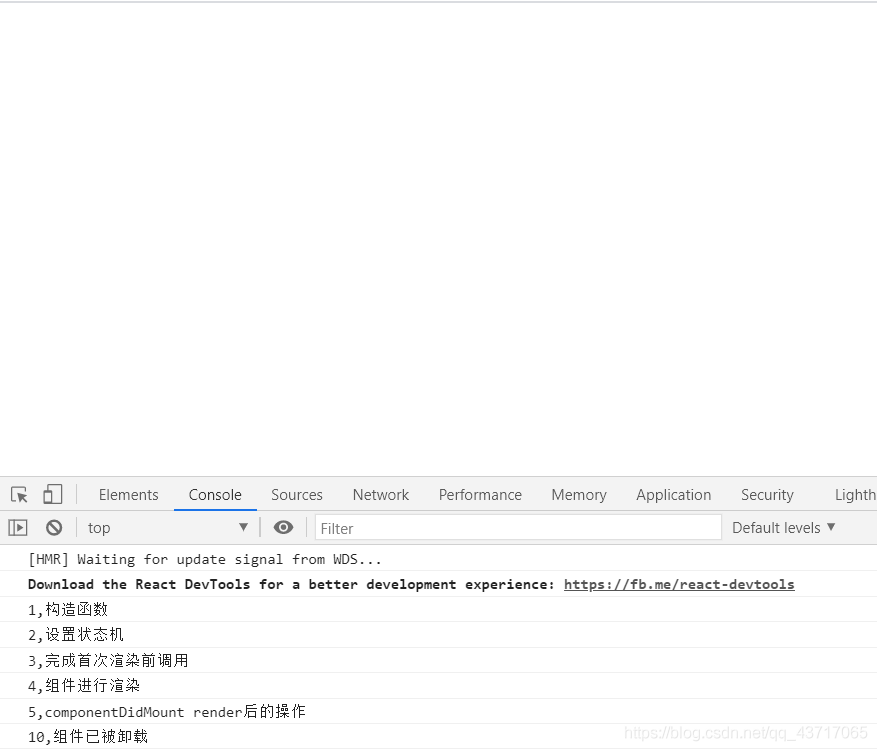 Elements Console Sources Network Performance Memory Application Security Lighth
top Filter Default levels
[HMR] Waiting for update signal from WDS...
Download the React DevTools for a better development experience: https://fb.me/react-devtools
1,构造函数
2,设置状态机
3,完成首次渲染前调用
4,组件进行渲染
5,componentDidMount render后的操作
10,组件已被卸载
https://blog.csdn.net/qq_43717065